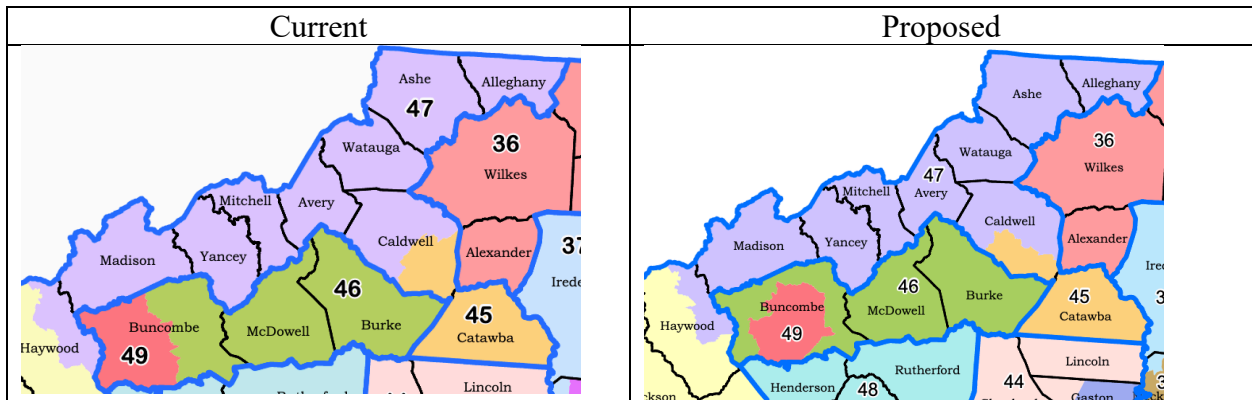 Current
Proposed
Ashe
Alleghany
47
36
Watauga
Wilkes
Mitchell
Avery
Caldwell
Alexander
37
Madison
Yancey
46
45
Buncombe
McDowell
Burke
Catawba
Haywood
49
Lincoln
Ashe
Alleghany
36
Watauga
Wilkes
47
Mitchell
Avery
Caldwell
Madison
Yancey
Alexander
46
45
Buncombe
Burke
McDowell
Catawba
Haywood
49
Rutherford
Lincoln
Henderson
48
44
Gaston